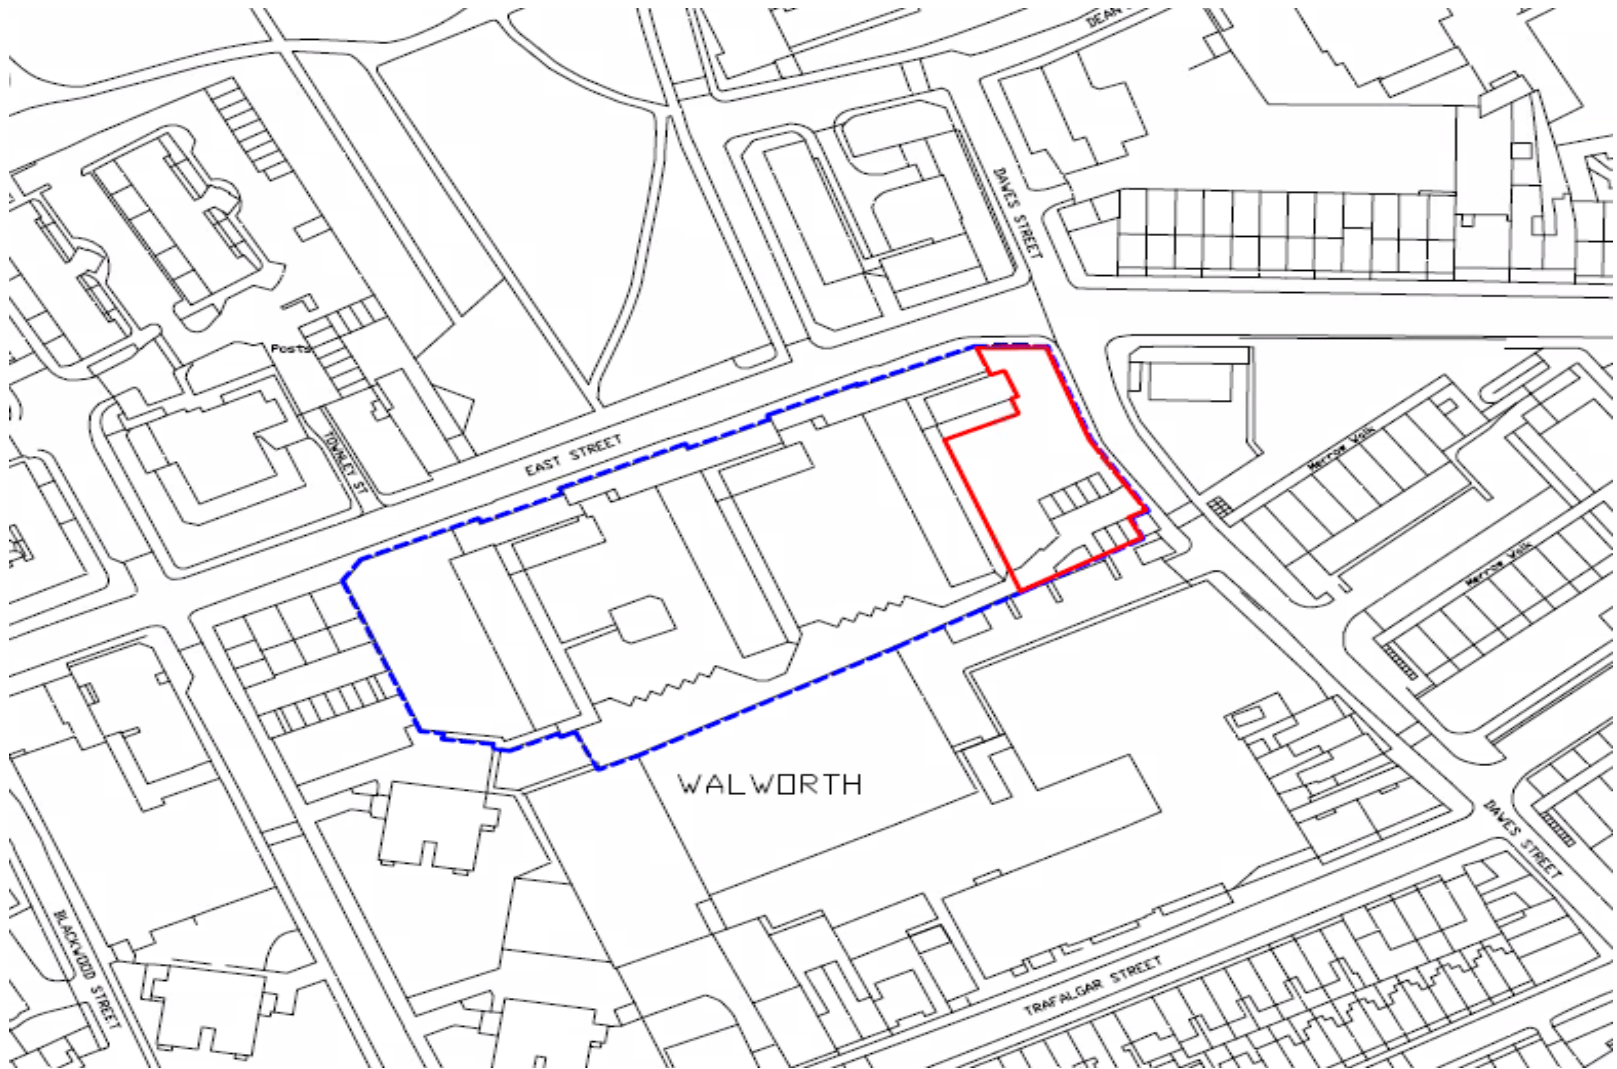 DEAN
DAWES STREET
Posts
TOWNLEY ST
EAST STREET
Merrow Walk
Merrow Walk
WALWORTH
DAWES STREET
BLACKWOOD STREET
TRAFALGAR STREET